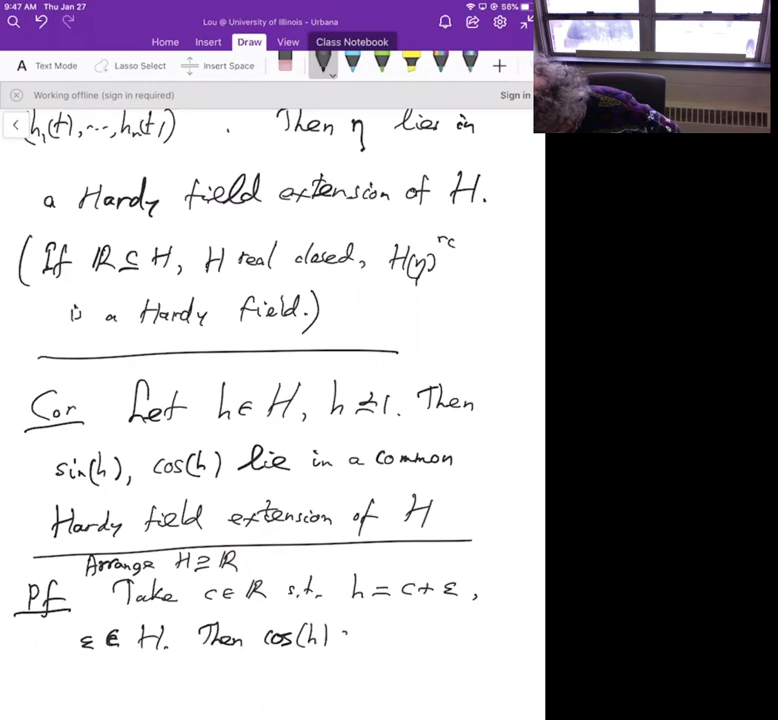 9:47 AM Thu Jan 27
56%
Lou @ University of Illinois - Urbana
Home Insert Draw View Class Notebook
A Text Mode Lasso Select Insert Space
Working offline (sign in required) Sign in
(h₁(t), ..., hₙ(t)) . Then η lies in
a Hardy field extension of H.
(If ℝ ⊆ H, H real closed, H(η)^rc
is a Hardy field.)
Cor Let h ∈ H, h ≼ 1. Then
sin(h), cos(h) lie in a common
Hardy field extension of H
Arrange H ⊇ ℝ
Pf Take c ∈ ℝ s.t. h = c + ε,
ε ∈ H. Then cos(h)